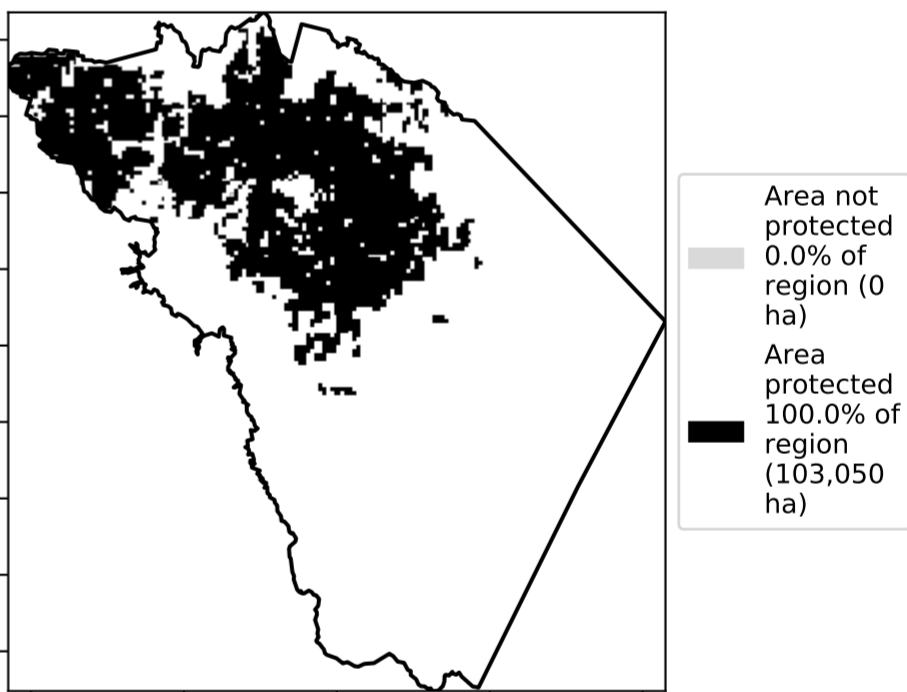 Area not
protected
0.0% of
region (0
ha)
Area
protected
100.0% of
region
(103,050
ha)